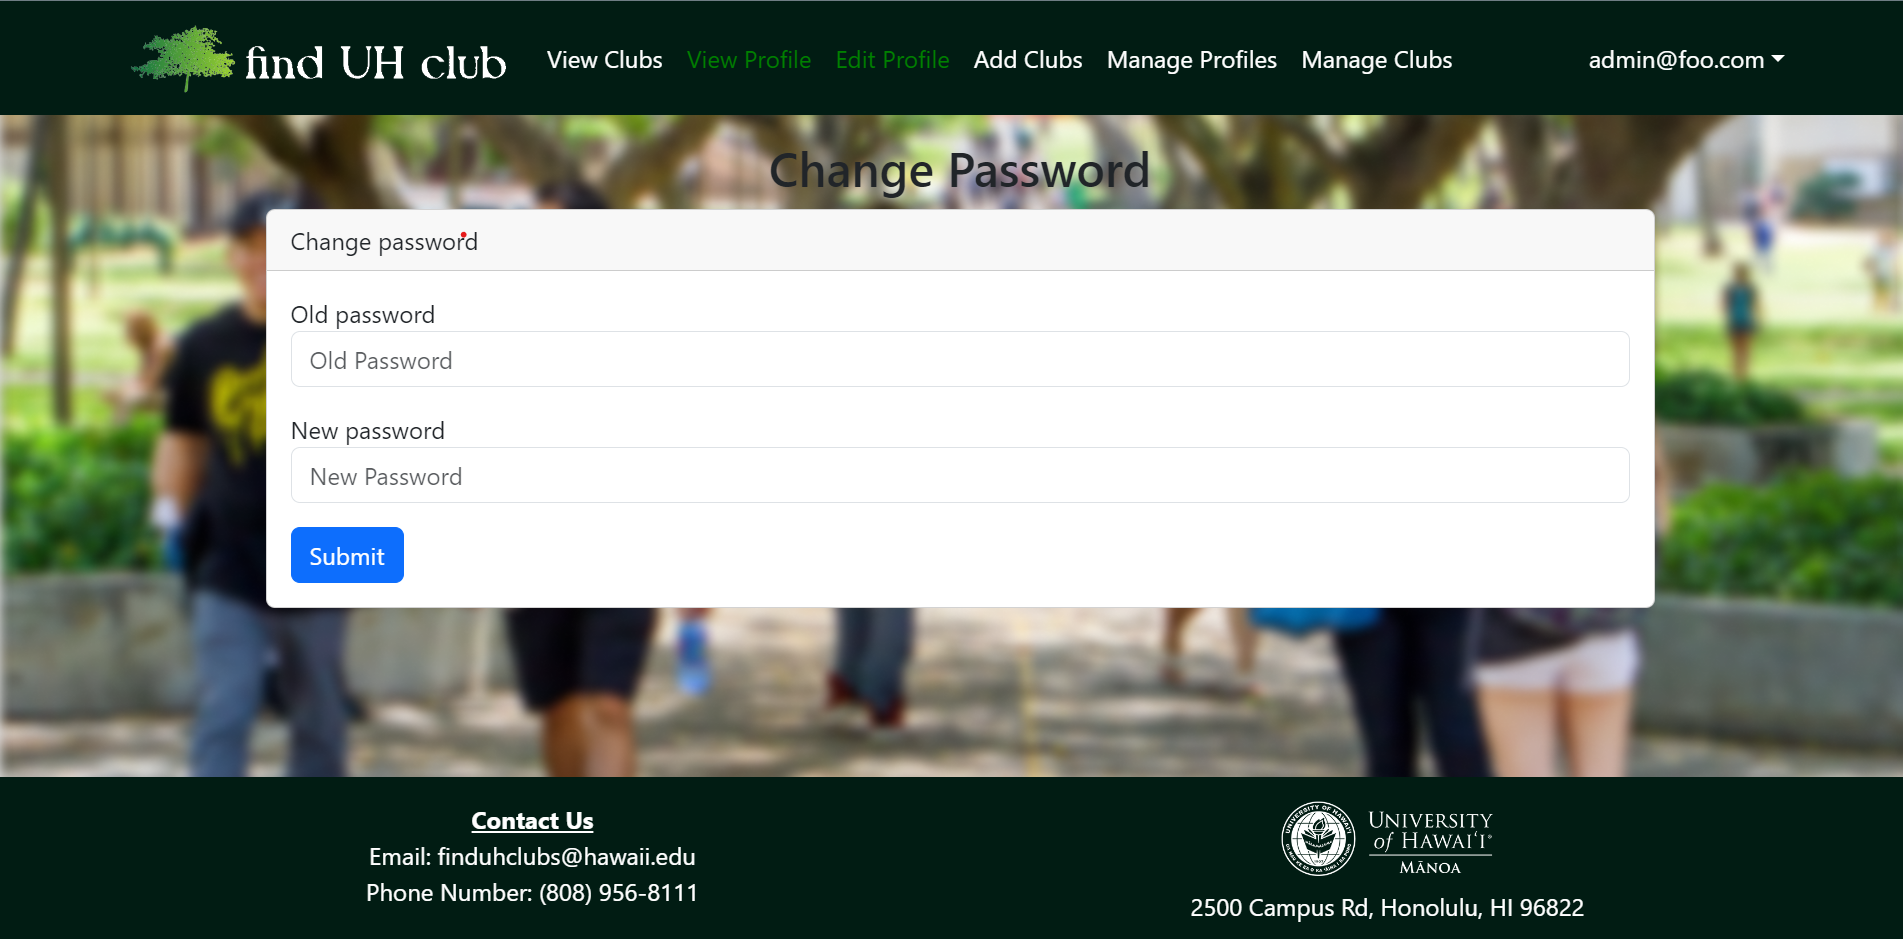 find UH club View Clubs View Profile Edit Profile Add Clubs Manage Profiles Manage Clubs admin@foo.com
Change Password
Change password
Old password
Old Password
New password
New Password
Submit
Contact Us
Email: finduhclubs@hawaii.edu
Phone Number: (808) 956-8111
UNIVERSITY
of HAWAIʻI®
MĀNOA
2500 Campus Rd, Honolulu, HI 96822